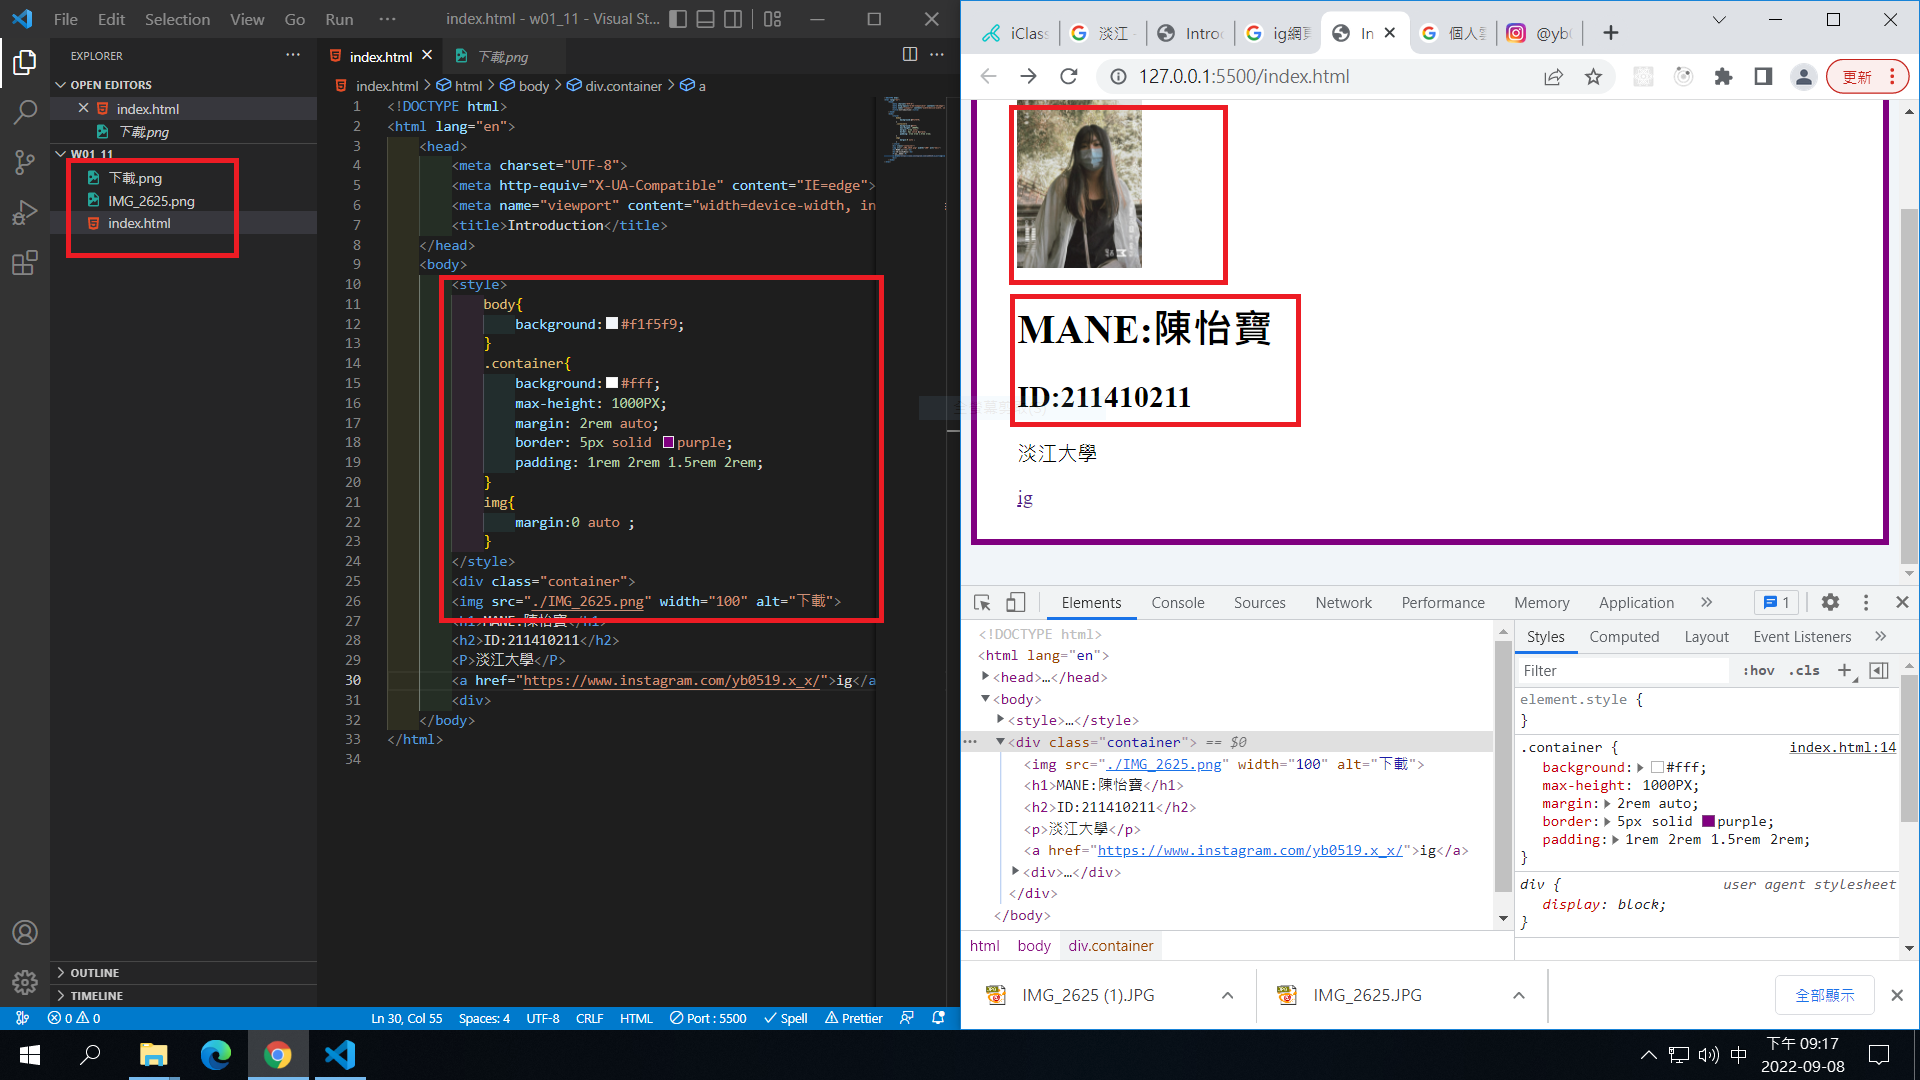 File Edit Selection View Go Run ··· index.html - w01_11 - Visual St...
EXPLORER
OPEN EDITORS
index.html
下載.png
W01_11
下載.png
IMG_2625.png
index.html
OUTLINE
TIMELINE
index.html 下載.png
index.html > html > body > div.container > a
1 <!DOCTYPE html>
2 <html lang="en">
3 <head>
4 <meta charset="UTF-8">
5 <meta http-equiv="X-UA-Compatible" content="IE=edge">
6 <meta name="viewport" content="width=device-width, in
7 <title>Introduction</title>
8 </head>
9 <body>
10 <style>
11 body{
12 background: #f1f5f9;
13 }
14 .container{
15 background: #fff;
16 max-height: 1000PX;
17 margin: 2rem auto;
18 border: 5px solid purple;
19 padding: 1rem 2rem 1.5rem 2rem;
20 }
21 img{
22 margin:0 auto ;
23 }
24 </style>
25 <div class="container">
26 <img src="./IMG_2625.png" width="100" alt="下載">
27 <h1>MANE:陳怡寶</h1>
28 <h2>ID:211410211</h2>
29 <P>淡江大學</P>
30 <a href="https://www.instagram.com/yb0519.x_x/">ig</a
31 <div>
32 </body>
33 </html>
34
0 0 Ln 30, Col 55 Spaces: 4 UTF-8 CRLF HTML Port : 5500 Spell Prettier
iClas 淡江 Intro ig網頁 In 個人 @yb
127.0.0.1:5500/index.html 更新
MANE:陳怡寶
ID:211410211
淡江大學
ig
Elements Console Sources Network Performance Memory Application » 1
<!DOCTYPE html>
<html lang="en">
<head>…</head>
<body>
<style>…</style>
<div class="container"> == $0
<img src="./IMG_2625.png" width="100" alt="下載">
<h1>MANE:陳怡寶</h1>
<h2>ID:211410211</h2>
<p>淡江大學</p>
<a href="https://www.instagram.com/yb0519.x_x/">ig</a>
<div>…</div>
</div>
</body>
html body div.container
Styles Computed Layout Event Listeners »
Filter :hov .cls +
element.style {
}
.container { index.html:14
background: #fff;
max-height: 1000PX;
margin: 2rem auto;
border: 5px solid purple;
padding: 1rem 2rem 1.5rem 2rem;
}
div { user agent stylesheet
display: block;
}
IMG_2625 (1).JPG IMG_2625.JPG 全部顯示
中 下午 09:17
2022-09-08